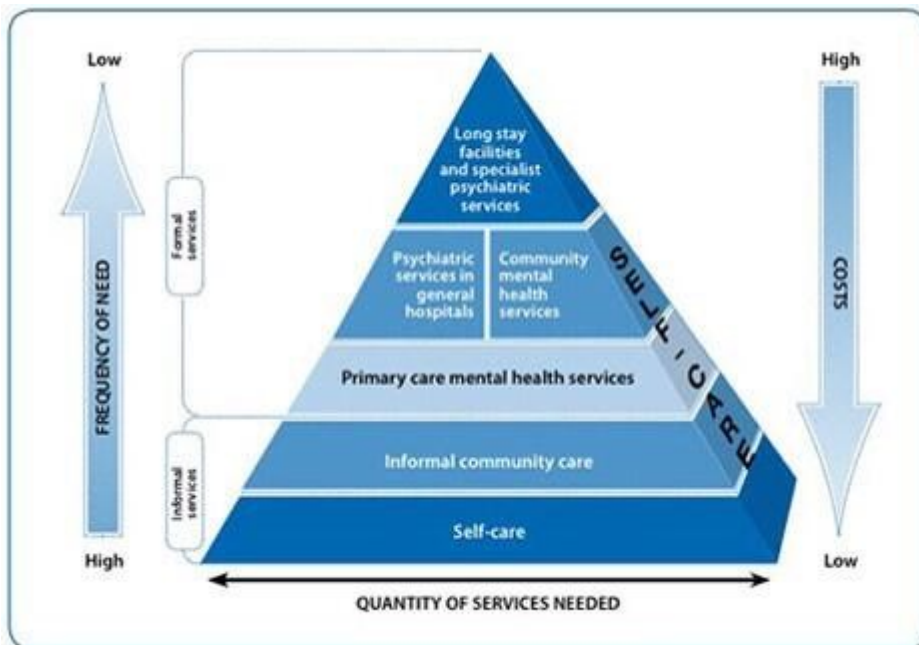 Low
High
Long stay
facilities
and specialist
psychiatric
services
Formal
services
Psychiatric
services in
general
hospitals
Community
mental
health
services
SELF-CARE
FREQUENCY OF NEED
COSTS
Primary care mental health services
Informal community care
Informal
services
Self-care
High
Low
QUANTITY OF SERVICES NEEDED